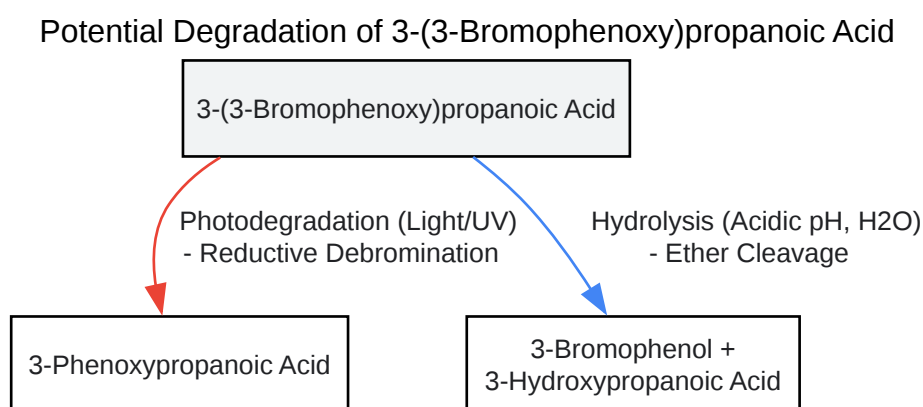 Potential Degradation of 3-(3-Bromophenoxy)propanoic Acid
3-(3-Bromophenoxy)propanoic Acid
Photodegradation (Light/UV)
- Reductive Debromination
Hydrolysis (Acidic pH, H2O)
- Ether Cleavage
3-Phenoxypropanoic Acid
3-Bromophenol +
3-Hydroxypropanoic Acid